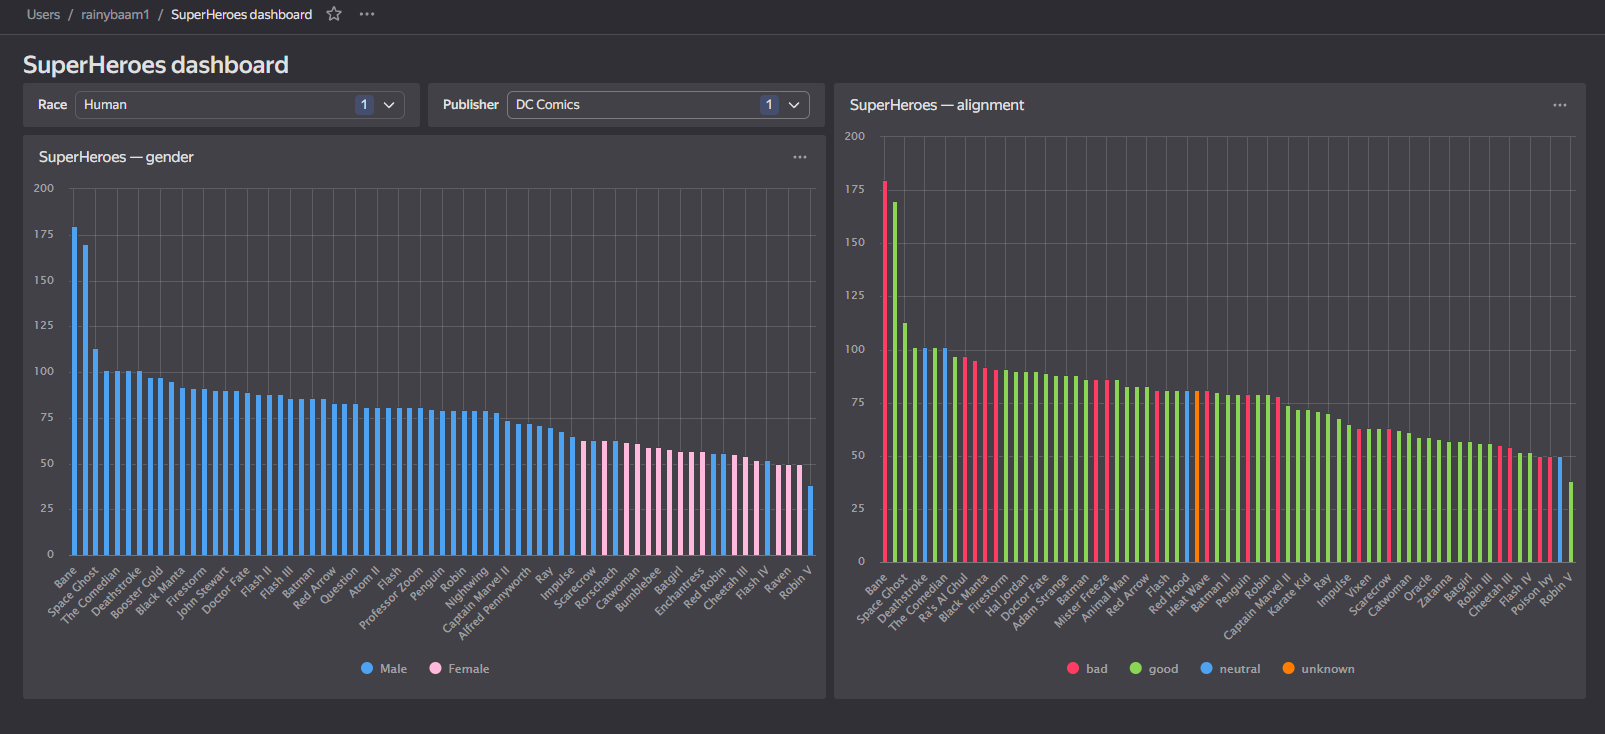 Users / rainybaam1 / SuperHeroes dashboard
SuperHeroes dashboard
Race Human 1
Publisher DC Comics 1
SuperHeroes — gender
200
175
150
125
100
75
50
25
0
Bane
Space Ghost
The Comedian
Deathstroke
Booster Gold
Black Manta
Firestorm
John Stewart
Doctor Fate
Flash II
Flash III
Batman
Red Arrow
Question
Atom II
Flash
Professor Zoom
Penguin
Robin
Nightwing
Captain Marvel II
Alfred Pennyworth
Ray
Impulse
Scarecrow
Rorschach
Catwoman
Bumblebee
Batgirl
Enchantress
Red Robin
Cheetah III
Flash IV
Raven
Robin V
Male
Female
SuperHeroes — alignment
200
175
150
125
100
75
50
25
0
Bane
Space Ghost
Deathstroke
The Comedian
Ra's Al Ghul
Black Manta
Firestorm
Hal Jordan
Doctor Fate
Adam Strange
Batman
Mister Freeze
Animal Man
Red Arrow
Flash
Red Hood
Heat Wave
Batman II
Penguin
Robin
Captain Marvel II
Karate Kid
Ray
Impulse
Vixen
Scarecrow
Catwoman
Oracle
Zatanna
Batgirl
Robin III
Cheetah III
Flash IV
Poison Ivy
Robin V
bad
good
neutral
unknown